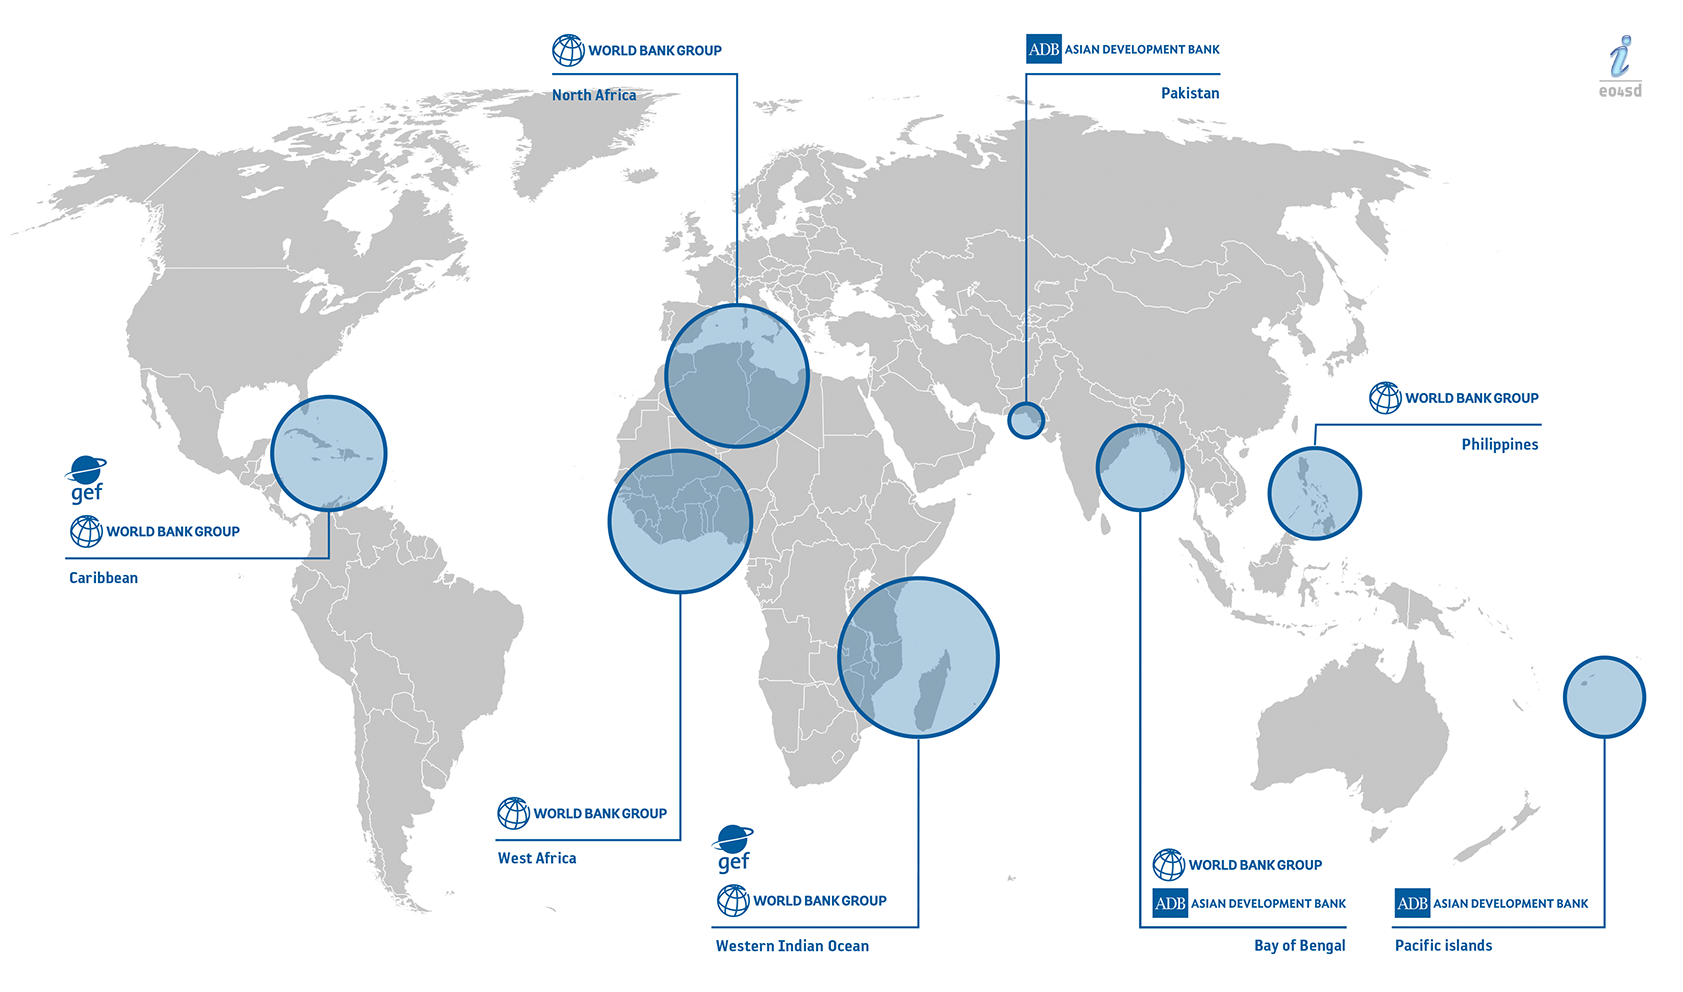 WORLD BANK GROUP
North Africa
ADB ASIAN DEVELOPMENT BANK
Pakistan
i
eo4sd
WORLD BANK GROUP
Philippines
gef
WORLD BANK GROUP
Caribbean
WORLD BANK GROUP
West Africa
gef
WORLD BANK GROUP
Western Indian Ocean
WORLD BANK GROUP
ADB ASIAN DEVELOPMENT BANK
Bay of Bengal
ADB ASIAN DEVELOPMENT BANK
Pacific islands